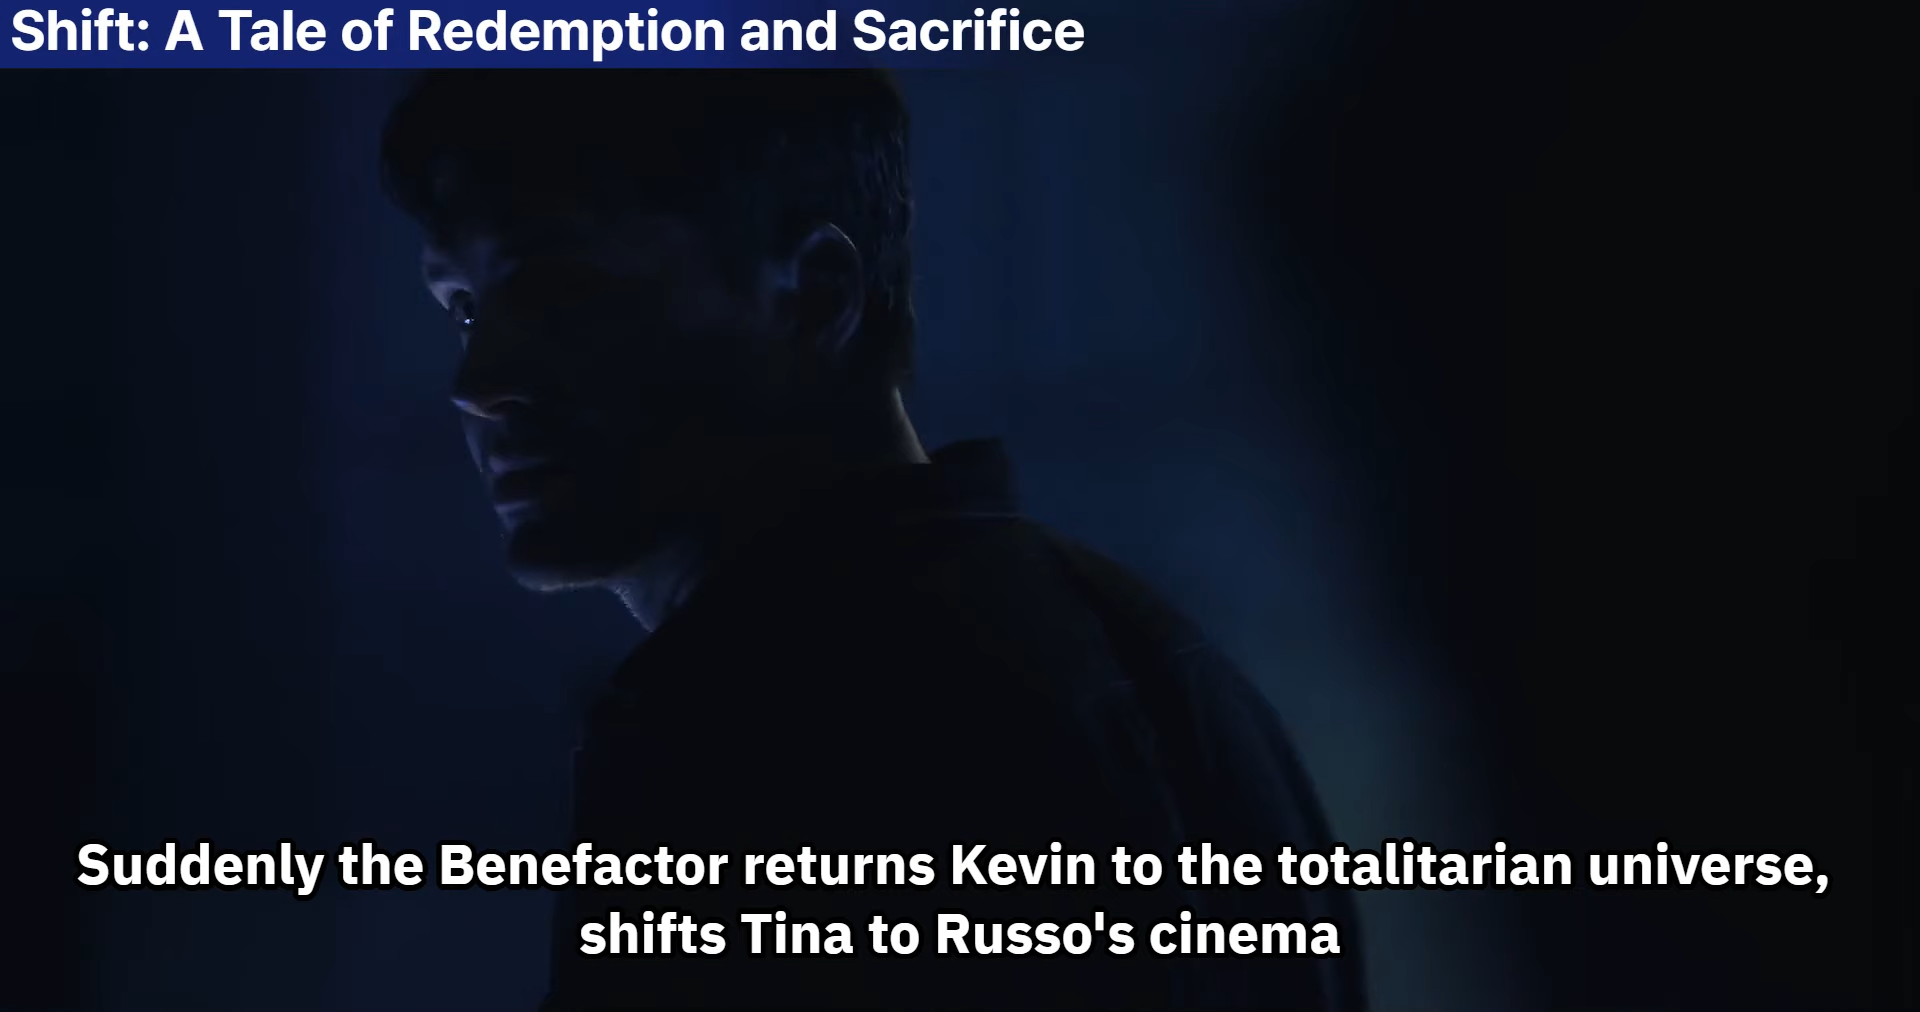 Shift: A Tale of Redemption and Sacrifice
Suddenly the Benefactor returns Kevin to the totalitarian universe,
shifts Tina to Russo's cinema